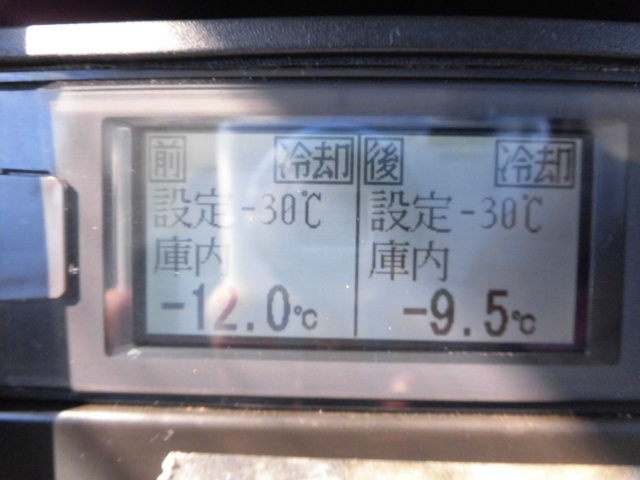 前 冷却
設定 -30℃
庫内
-12.0℃
後 冷却
設定 -30℃
庫内
-9.5℃